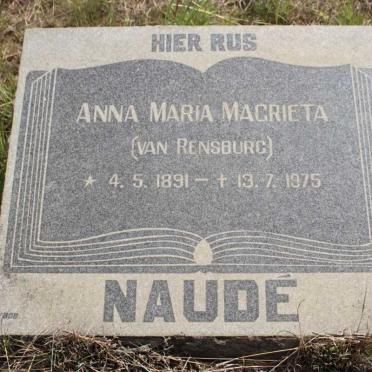 HIER RUS
ANNA MARIA MAGRIETA
(VAN RENSBURG)
* 4. 5. 1891 – † 13. 7. 1975
NAUDÉ